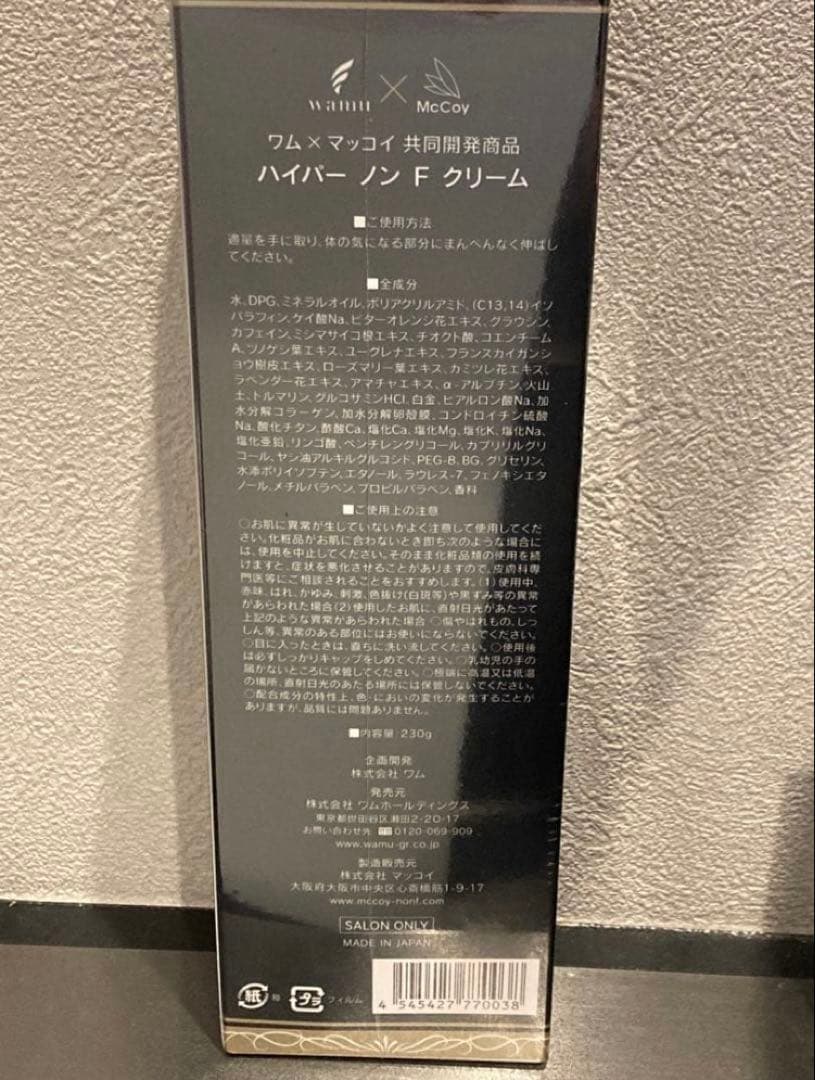 wamu × McCoy
ワム×マッコイ 共同開発商品
ハイパー ノン F クリーム
■ご使用方法
適量を手に取り、体の気になる部分にまんべんなく伸ばし
てください。
■全成分
水、DPG、ミネラルオイル、ポリアクリルアミド、(C13,14)イソ
パラフィン、ケイ酸Na、ビターオレンジ花エキス、グラウシン、
カフェイン、ミシマサイコ根エキス、チオクト酸、コエンチーム
A、ツノゲシ葉エキス、ユーグレナエキス、フランスカイガンシ
ョウ樹皮エキス、ローズマリー葉エキス、カミツレ花エキス、
ラベンダー花エキス、アマチャエキス、α-アルブチン、火山
土、トルマリン、グルコサミンHCl、白金、ヒアルロン酸Na、加
水分解コラーゲン、加水分解卵殻膜、コンドロイチン硫酸
Na、酸化チタン、酢酸Ca、塩化Ca、塩化Mg、塩化K、塩化Na、
塩化亜鉛、リンゴ酸、ペンチレングリコール、カプリリルグリ
コール、ヤシ油アルキルグルコシド、PEG-8、BG、グリセリン、
水添ポリイソブテン、エタノール、ラウレス-7、フェノキシエタ
ノール、メチルパラベン、プロピルパラベン、香料
■ご使用上の注意
○お肌に異常が生じていないかよく注意して使用してくだ
さい。化粧品がお肌に合わないとき即ち次のような場合に
は、使用を中止してください。そのまま化粧品類の使用を続
けますと、症状を悪化させることがありますので、皮膚科専
門医等にご相談されることをおすすめします。(1)使用中、
赤味、はれ、かゆみ、刺激、色抜け(白斑等)や黒ずみ等の異常
があらわれた場合(2)使用したお肌に、直射日光があたって
上記のような異常があらわれた場合 ○傷やはれもの、しっ
しん等、異常のある部位にはお使いにならないでください。
○目に入ったときは、直ちに洗い流してください。○使用後
は必ずしっかりキャップをしめてください。○乳幼児の手の
届かないところに保管してください。○極端に高温又は低温
の場所、直射日光のあたる場所には保管しないでください。
○配合成分の特性上、色・においの変化が発生することが
ありますが、品質には問題ありません。
■内容量 230g
企画開発
株式会社 ワム
発売元
株式会社 ワムホールディングス
東京都世田谷区瀬田2-20-17
お問い合わせ先 0120-069-909
www.wamu-gr.co.jp
製造販売元
株式会社 マッコイ
大阪府大阪市中央区心斎橋筋1-9-17
www.mccoy-nonf.com
SALON ONLY
MADE IN JAPAN
紙 箱 プラ フィルム
4 545427 770038